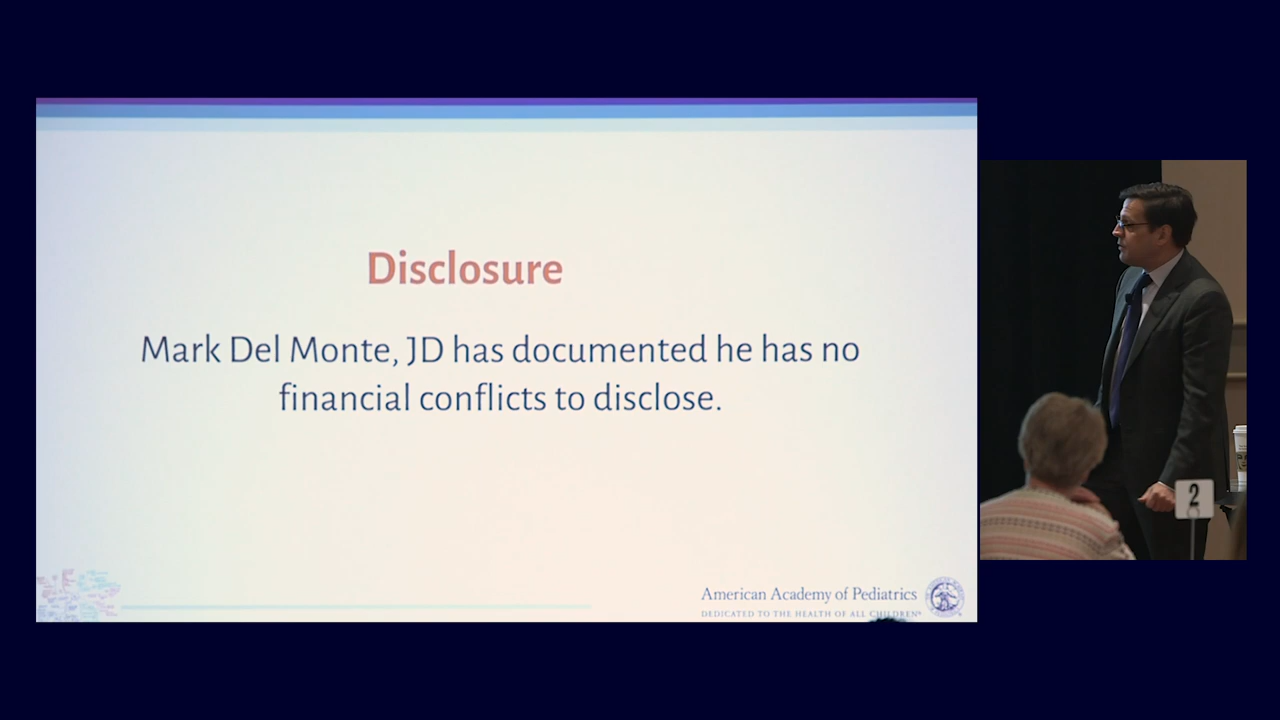 Disclosure
Mark Del Monte, JD has documented he has no
financial conflicts to disclose.
American Academy of Pediatrics
DEDICATED TO THE HEALTH OF ALL CHILDREN®
2